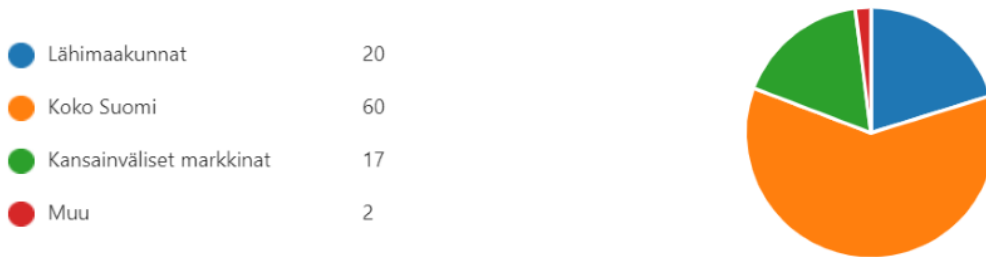 Lähimaakunnat 20
Koko Suomi 60
Kansainväliset markkinat 17
Muu 2